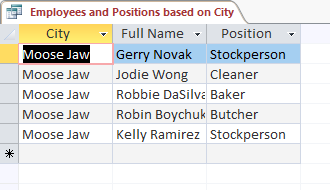 Employees and Positions based on City
City Full Name Position
Moose Jaw Gerry Novak Stockperson
Moose Jaw Jodie Wong Cleaner
Moose Jaw Robbie DaSilva Baker
Moose Jaw Robin Boychuk Butcher
Moose Jaw Kelly Ramirez Stockperson